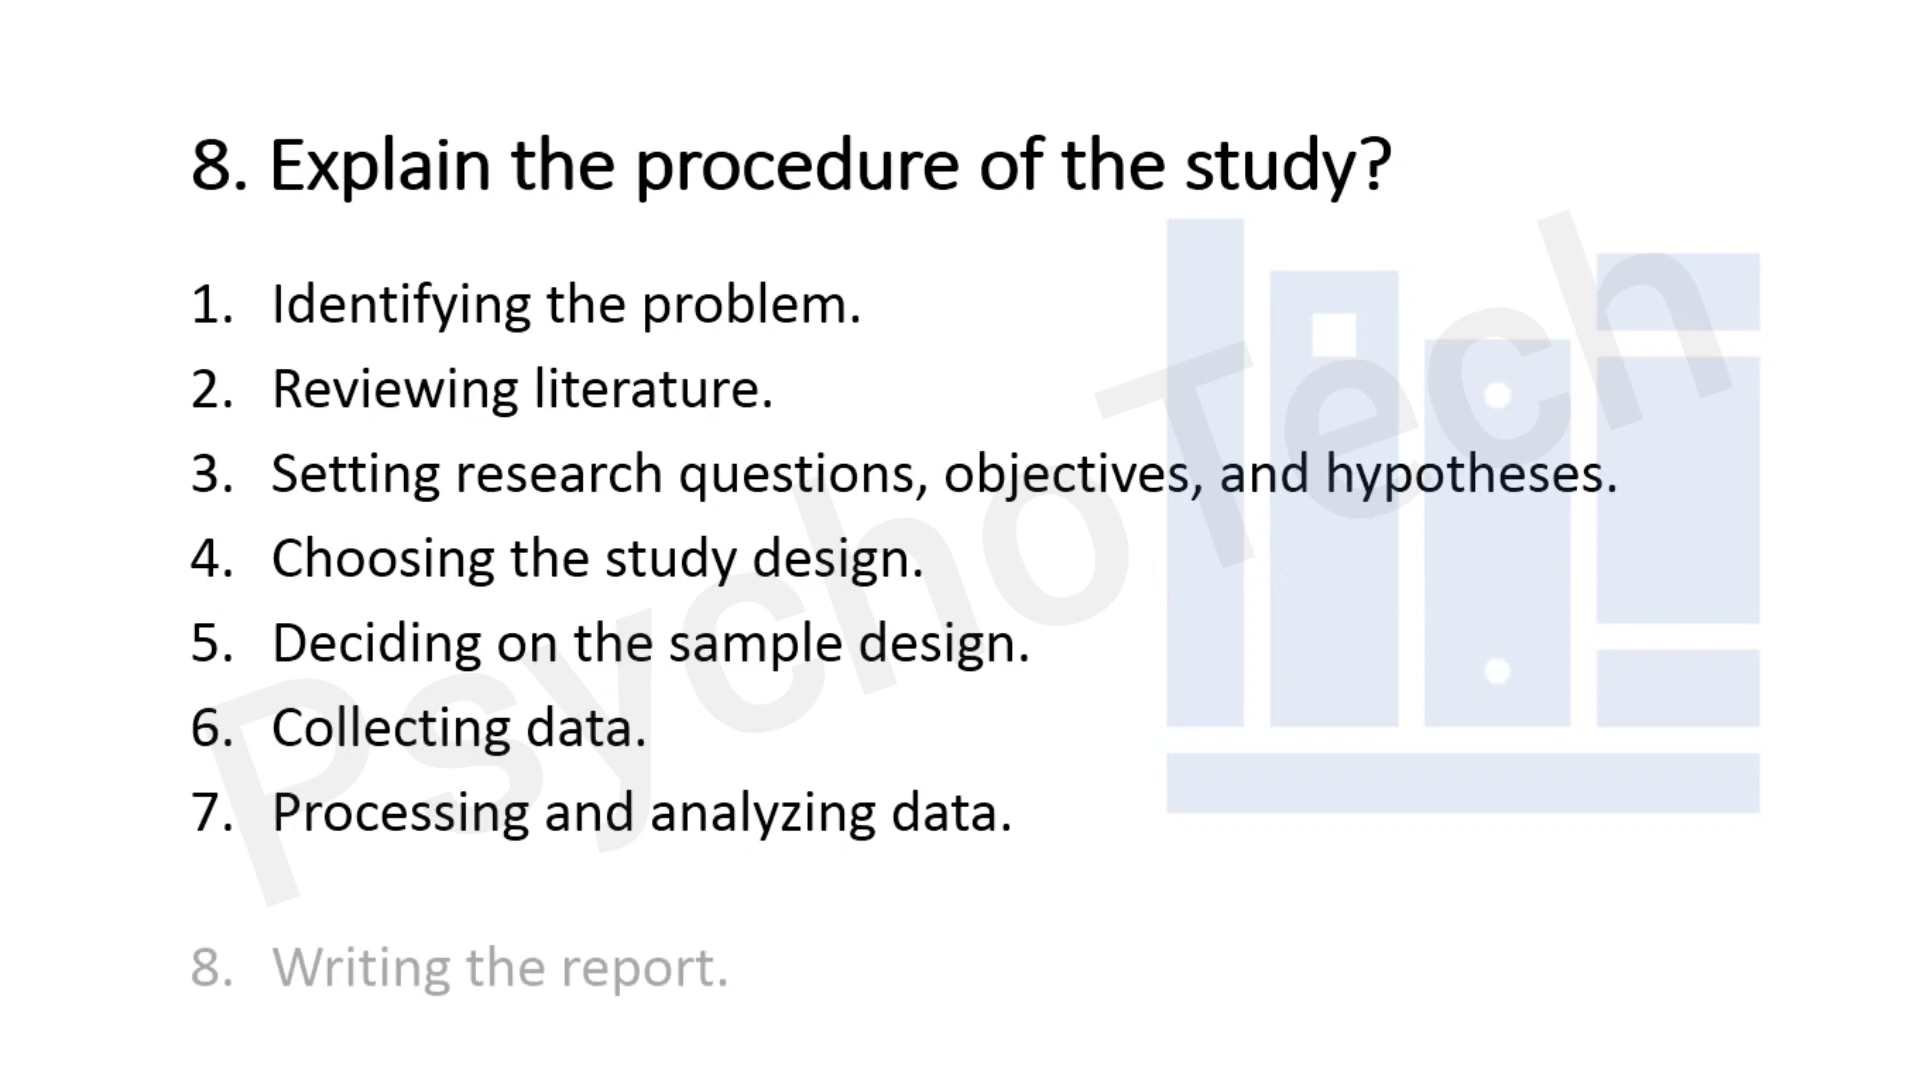 8. Explain the procedure of the study?
1. Identifying the problem.
2. Reviewing literature.
3. Setting research questions, objectives, and hypotheses.
4. Choosing the study design.
5. Deciding on the sample design.
6. Collecting data.
7. Processing and analyzing data.
8. Writing the report.
PsychoTech